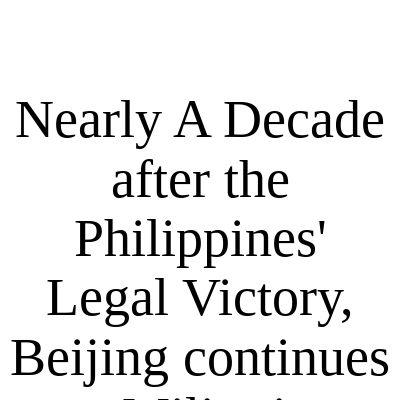 Nearly A Decade
after the
Philippines'
Legal Victory,
Beijing continues